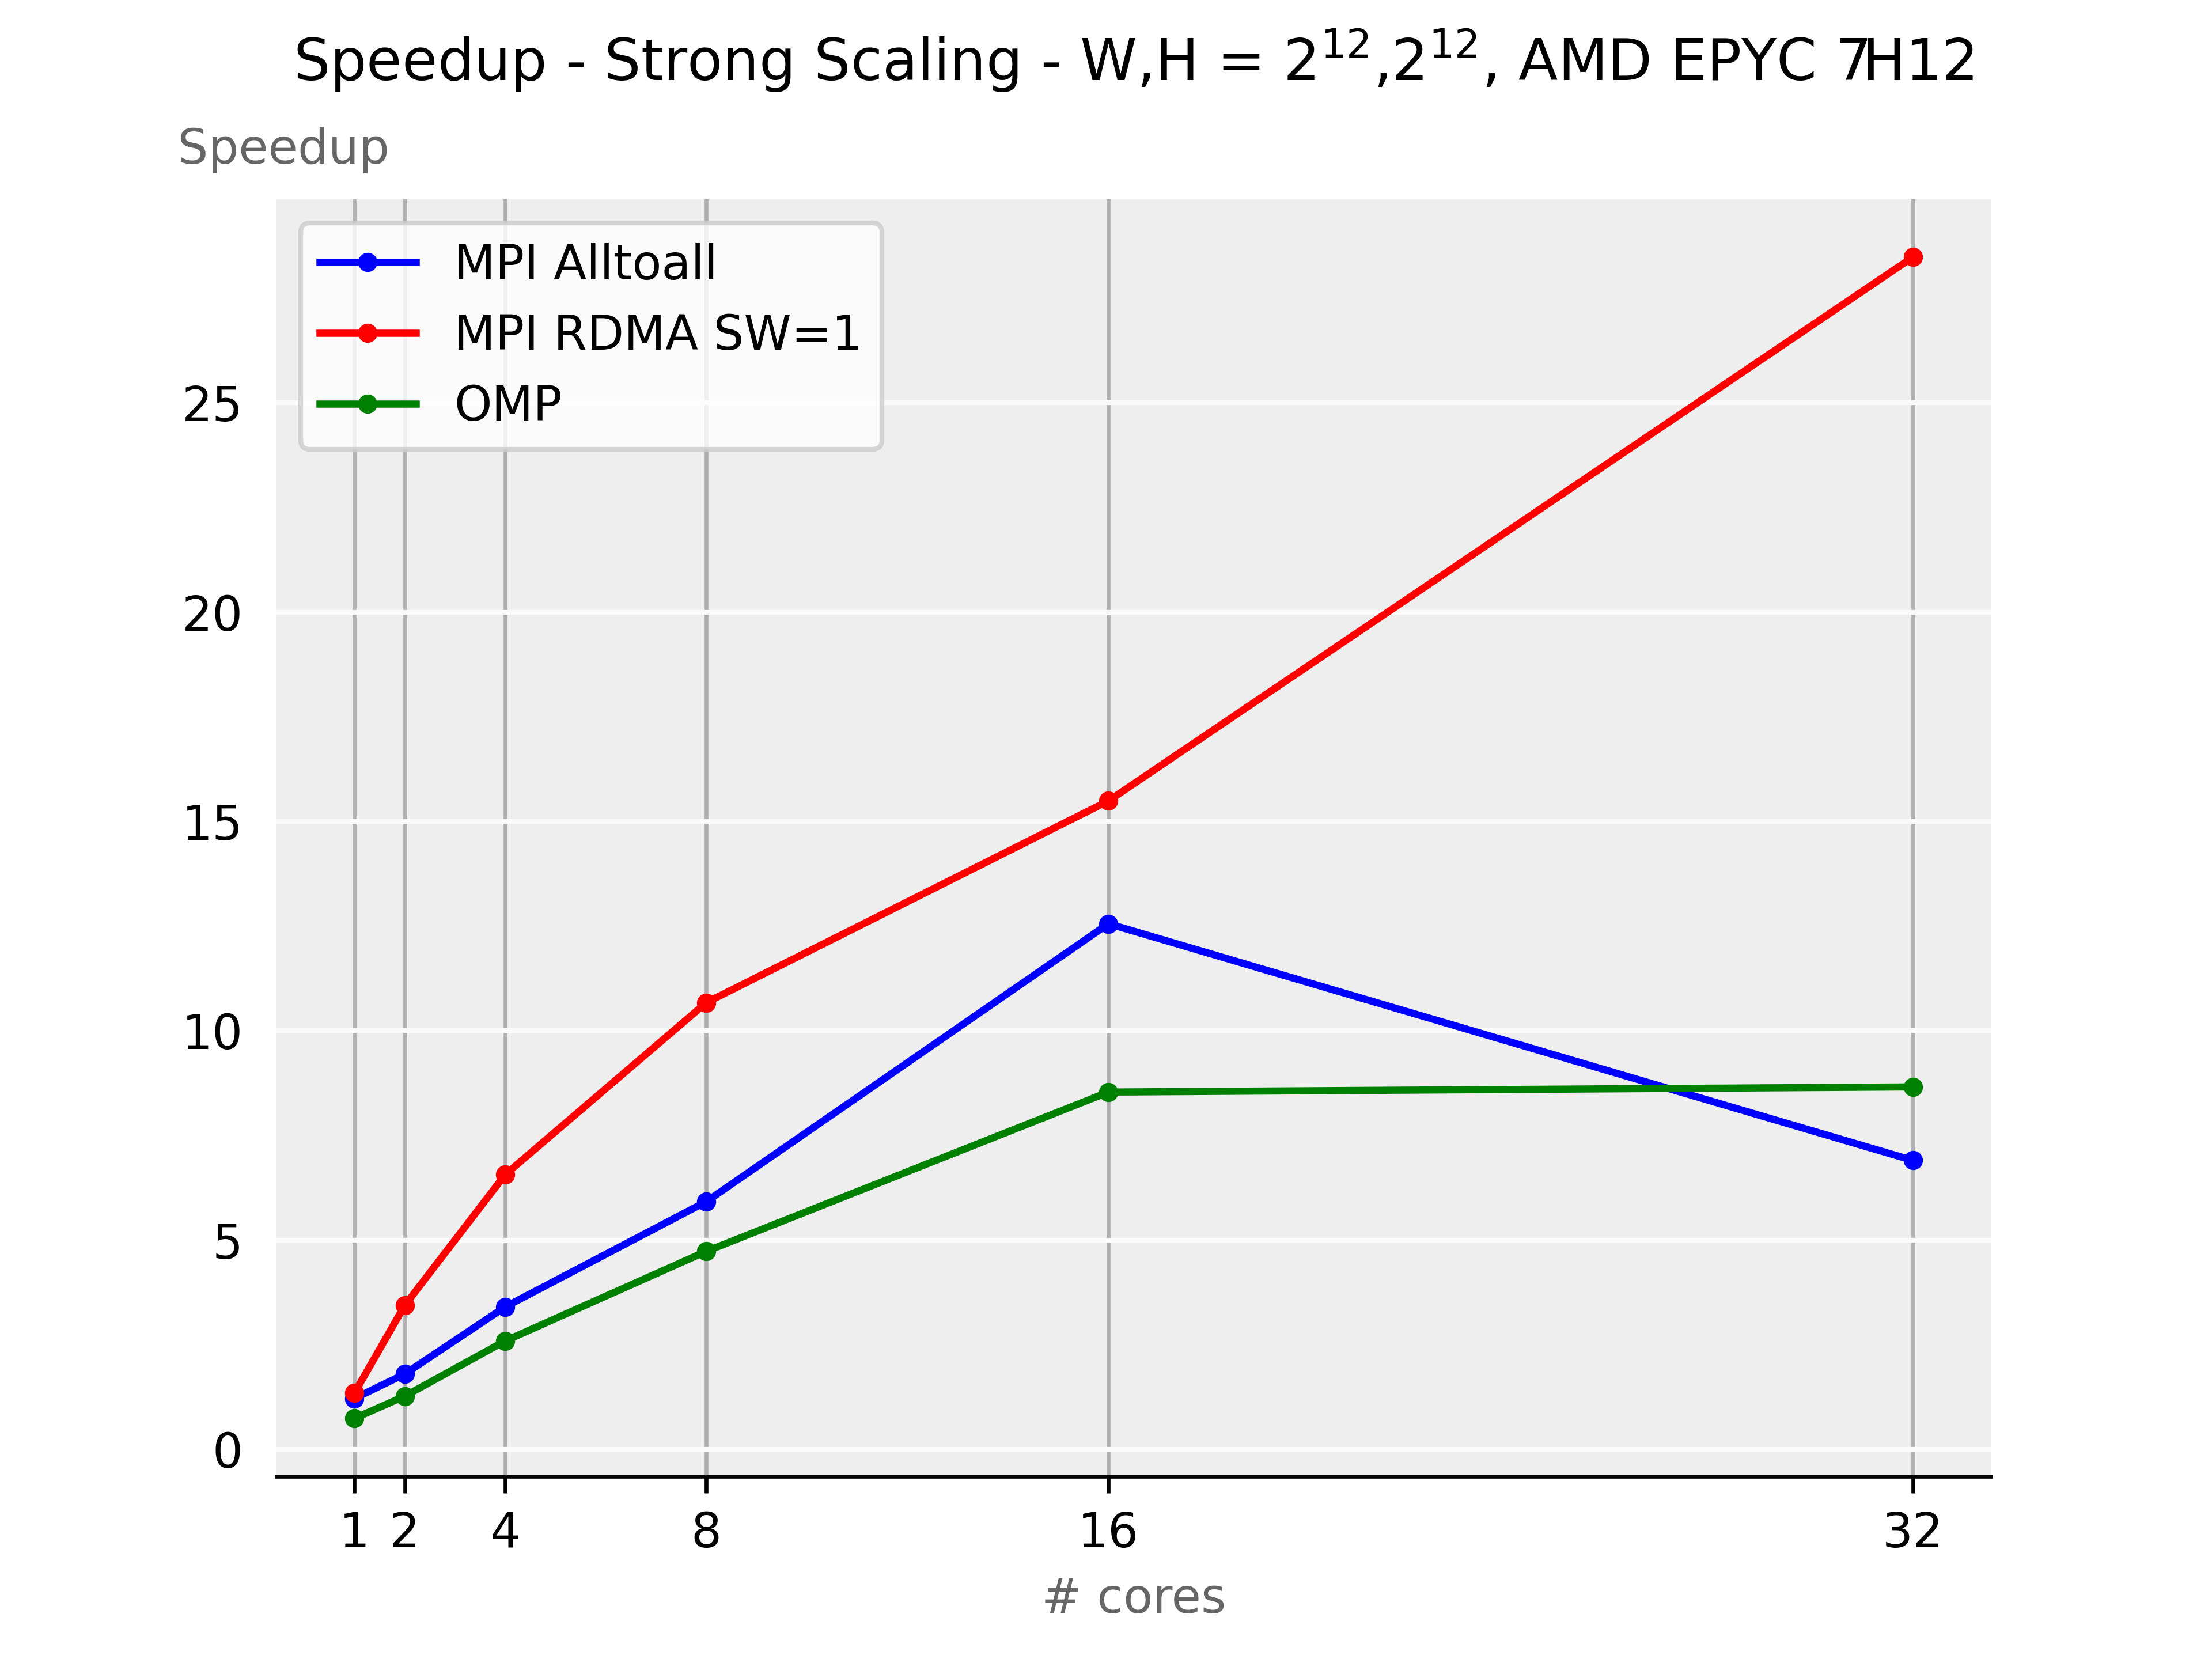 Speedup - Strong Scaling - W,H = 2¹²,2¹², AMD EPYC 7H12
Speedup
MPI Alltoall
MPI RDMA SW=1
OMP
25
20
15
10
5
0
1 2 4 8 16 32
# cores